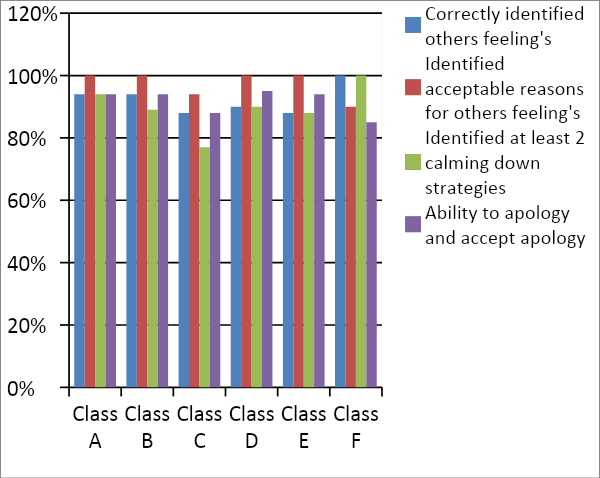 120%
100%
80%
60%
40%
20%
0%
Class A
Class B
Class C
Class D
Class E
Class F
Correctly identified
others feeling's
Identified
acceptable reasons
for others feeling's
Identified at least 2
calming down
strategies
Ability to apology
and accept apology